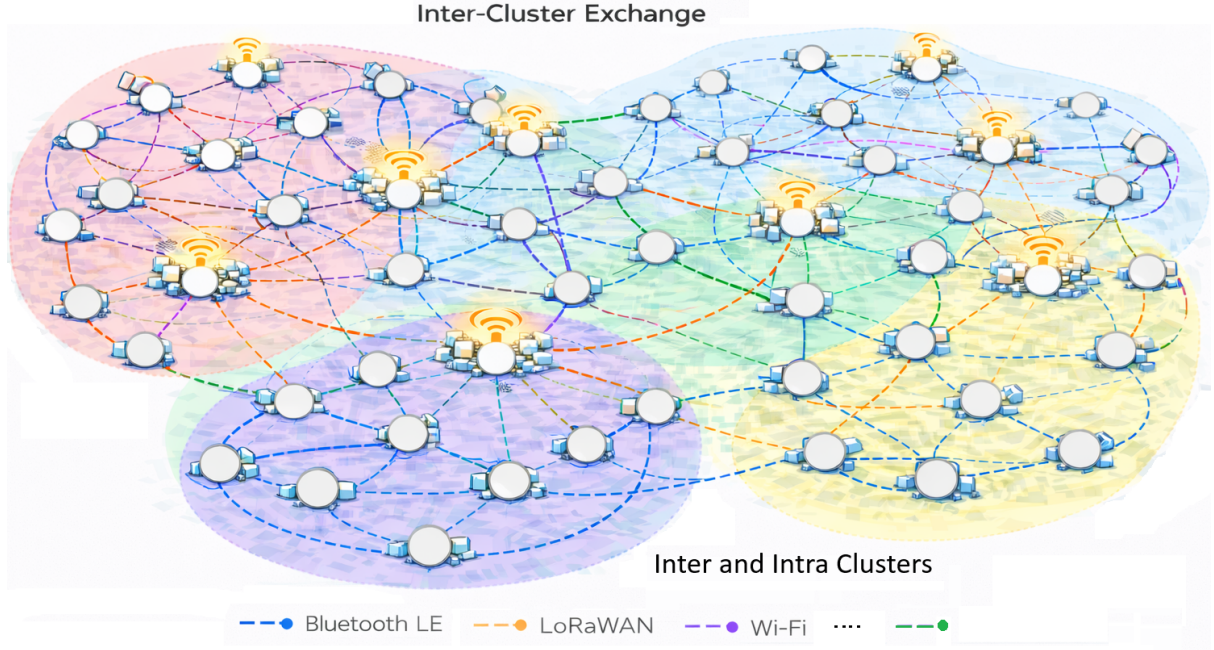 Inter-Cluster Exchange
Inter and Intra Clusters
Bluetooth LE LoRaWAN Wi-Fi